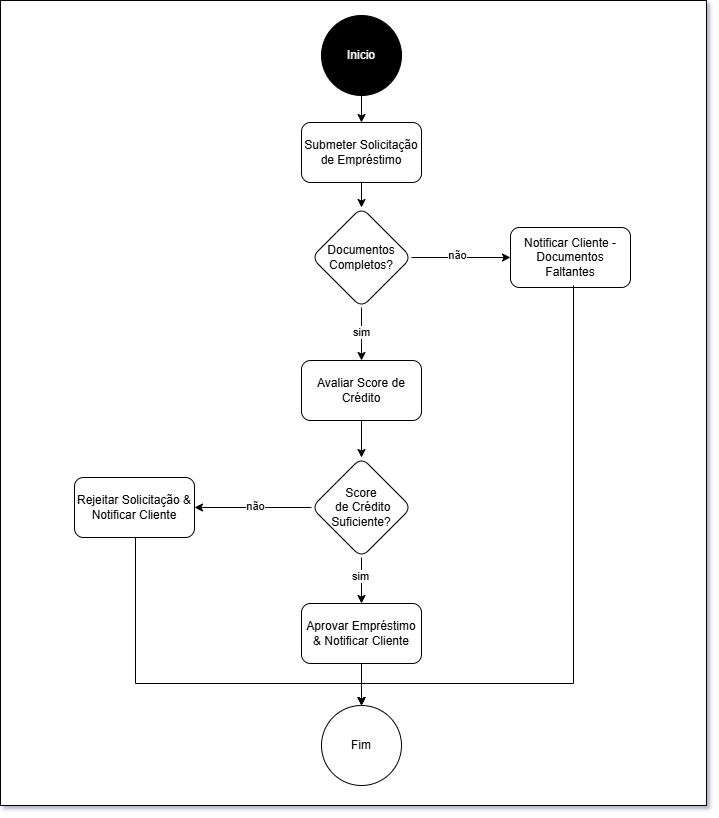 Inicio
Submeter Solicitação
de Empréstimo
Documentos
Completos?
não
Notificar Cliente -
Documentos
Faltantes
sim
Avaliar Score de
Crédito
Score
de Crédito
Suficiente?
não
Rejeitar Solicitação &
Notificar Cliente
sim
Aprovar Empréstimo
& Notificar Cliente
Fim